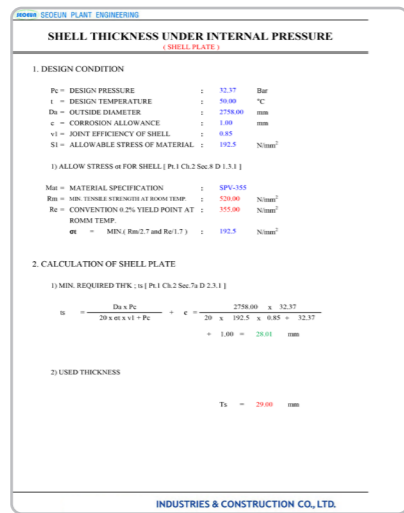 SEDEUN SEDEUN PLANT ENGINEERING
SHELL THICKNESS UNDER INTERNAL PRESSURE
( SHELL PLATE )
1. DESIGN CONDITION
Pc = DESIGN PRESSURE : 32.37 Bar
t = DESIGN TEMPERATURE : 50.00 ℃
Da = OUTSIDE DIAMETER : 2758.00 mm
c = CORROSION ALLOWANCE : 1.00 mm
v1 = JOINT EFFICIENCY OF SHELL : 0.85
S1 = ALLOWABLE STRESS OF MATERIAL : 192.5 N/mm²
1) ALLOW STRESS σt FOR SHELL [ Pt.1 Ch.2 Sec.8 D 1.3.1 ]
Mat = MATERIAL SPECIFICATION : SPV-355
Rm = MIN. TENSILE STRENGTH AT ROOM TEMP. : 520.00 N/mm²
Re = CONVENTION 0.2% YIELD POINT AT : 355.00 N/mm²
ROMM TEMP.
σt = MIN.( Rm/2.7 and Re/1.7 ) : 192.5 N/mm²
2. CALCULATION OF SHELL PLATE
1) MIN. REQUIRED TH'K ; ts [ Pt.1 Ch.2 Sec.7a D 2.3.1 ]
ts = Da x Pc / 20 x σt x v1 + Pc + c = 2758.00 x 32.37 / 20 x 192.5 x 0.85 + 32.37
+ 1.00 = 28.01 mm
2) USED THICKNESS
Ts = 29.00 mm
INDUSTRIES & CONSTRUCTION CO., LTD.